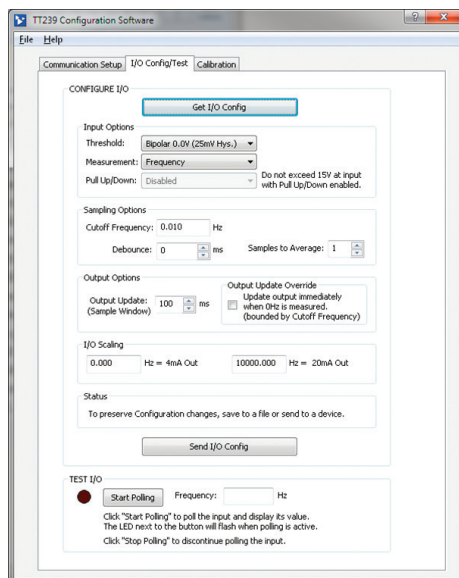 TT239 Configuration Software
File Help
Communication Setup I/O Config/Test Calibration
CONFIGURE I/O
Get I/O Config
Input Options
Threshold: Bipolar 0.0V (25mV Hys.)
Measurement: Frequency
Pull Up/Down: Disabled
Do not exceed 15V at input
with Pull Up/Down enabled.
Sampling Options
Cutoff Frequency: 0.010 Hz
Debounce: 0 ms Samples to Average: 1
Output Options
Output Update: 100 ms
(Sample Window)
Output Update Override
Update output immediately
when 0Hz is measured.
(bounded by Cutoff Frequency)
I/O Scaling
0.000 Hz = 4mA Out 10000.000 Hz = 20mA Out
Status
To preserve Configuration changes, save to a file or send to a device.
Send I/O Config
TEST I/O
Start Polling Frequency: Hz
Click "Start Polling" to poll the input and display its value.
The LED next to the button will flash when polling is active.
Click "Stop Polling" to discontinue polling the input.